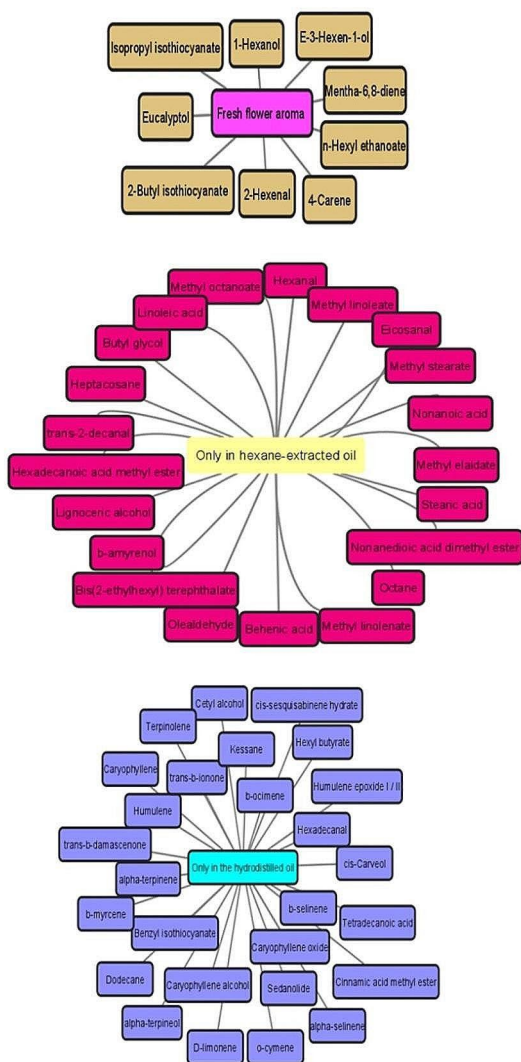 Isopropyl isothiocyanate
1-Hexanol
E-3-Hexen-1-ol
Mentha-6,8-diene
Fresh flower aroma
Eucalyptol
n-Hexyl ethanoate
2-Butyl isothiocyanate
2-Hexenal
4-Carene
Methyl octanoate
Hexanal
Methyl linoleate
Linoleic acid
Eicosanal
Butyl glycol
Methyl stearate
Heptacosane
Nonanoic acid
trans-2-decanal
Only in hexane-extracted oil
Hexadecanoic acid methyl ester
Methyl elaidate
Lignoceric alcohol
Stearic acid
b-amyrenol
Nonanedioic acid dimethyl ester
Bis(2-ethylhexyl) terephthalate
Octane
Olealdehyde
Behenic acid
Methyl linolenate
Cetyl alcohol
cis-sesquisabinene hydrate
Terpinolene
Kessane
Hexyl butyrate
Caryophyllene
trans-b-ionone
b-ocimene
Humulene epoxide I / II
Humulene
Hexadecanal
trans-b-damascenone
Only in the hydrodistilled oil
cis-Carveol
alpha-terpinene
b-myrcene
b-selinene
Tetradecanoic acid
Benzyl isothiocyanate
Caryophyllene oxide
Dodecane
Caryophyllene alcohol
Sedanolide
Cinnamic acid methyl ester
alpha-terpineol
alpha-selinene
D-limonene
o-cymene